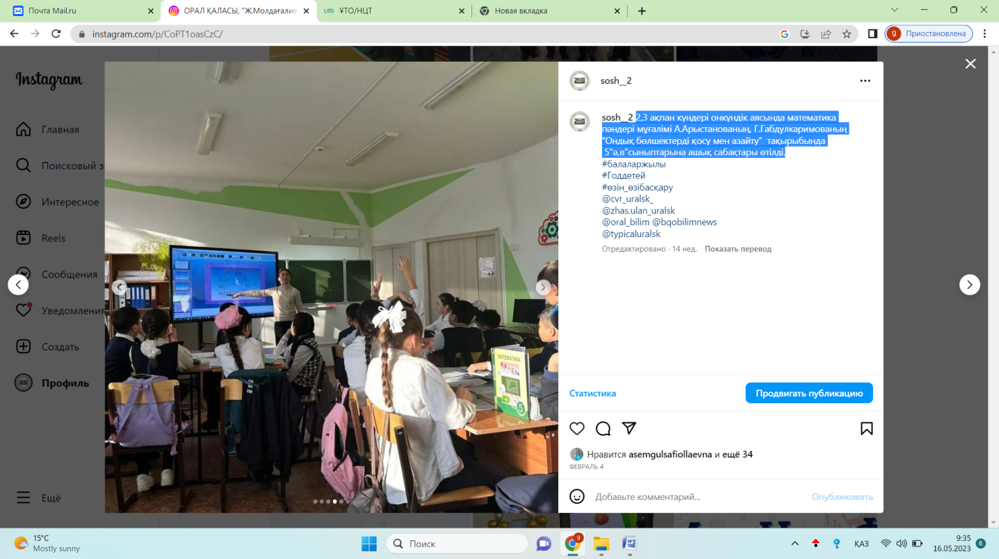 Почта Mail.ru
ОРАЛ ҚАЛАСЫ, "Ж.Молдағалие
ҰТО/НЦТ
Новая вкладка
instagram.com/p/CoPT1oasCzC/
g Приостановлена
Instagram
Главная
Поисковый з
Интересное
Reels
Сообщения
Уведомления
Создать
Профиль
Ещё
МАТЕМАТИКА
5
sosh__2
sosh__2 2,3 ақпан күндері онкүндік аясында математика
пәндері мұғалімі А.Арыстанованың, Г.Габдулкаримованың
"Ондық бөлшектерді қосу мен азайту" тақырыбында
5"ә,в"сыныптарына ашық сабақтары өтілді.
#балаларжылы
#Годдетей
#өзін_өзібасқару
@cvr_uralsk_
@zhas.ulan_uralsk
@oral_bilim @bqobilimnews
@typicaluralsk
Отредактировано · 14 нед. Показать перевод
Статистика
Продвигать публикацию
Нравится asemgulsafiollaevna и ещё 34
ФЕВРАЛЬ 4
Добавьте комментарий...
Опубликовать
15°C
Mostly sunny
Поиск
9
ҚАЗ
9:35
16.05.2023
6